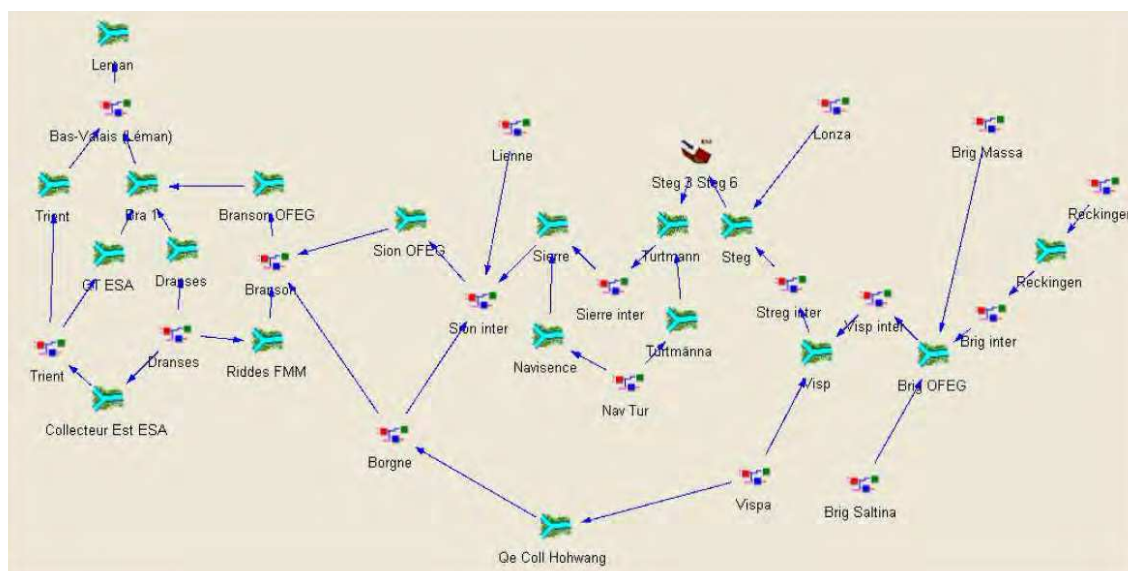 Leman
Bas-Valais (Léman)
Lienne
Lonza
Brig Massa
Trient
Bra 1
Branson OFEG
Steg 3 Steg 6
Reckingen
Sion OFEG
Sierre
Turtmann
Steg
GT ESA
Dranses
Branson
Reckingen
Sion inter
Sierre inter
Streg inter
Visp inter
Brig inter
Trient
Dranses
Riddes FMM
Navisence
Turtmänna
Visp
Brig OFEG
Nav Tur
Collecteur Est ESA
Borgne
Vispa
Brig Saltina
Qe Coll Hohwang